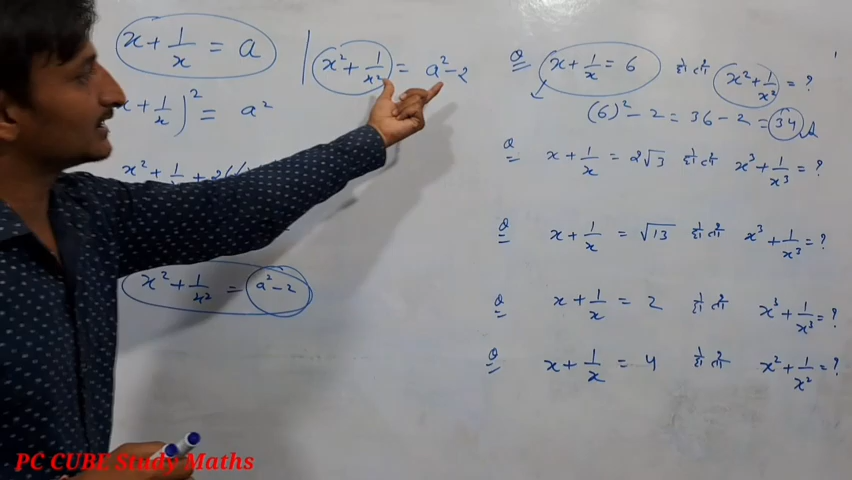 x + 1/x = a
x + 1/x)² = a²
x² + 1/x² + 2(
x² + 1/x² = a² - 2
x² + 1/x² = a² - 2
Q x + 1/x = 6 x² + 1/x² = ?
(6)² - 2 = 36 - 2 = 34 A
Q x + 1/x = 2√3 x³ + 1/x³ = ?
Q x + 1/x = √13 x³ + 1/x³ = ?
Q x + 1/x = 2 x³ + 1/x³ = ?
Q x + 1/x = 4 x² + 1/x² = ?
PC CUBE Study Maths